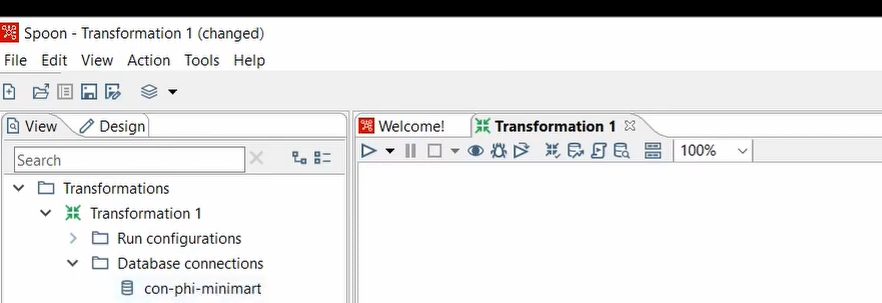 Spoon - Transformation 1 (changed)
File Edit View Action Tools Help
View Design
Welcome! Transformation 1
Search
100%
Transformations
Transformation 1
Run configurations
Database connections
con-phi-minimart